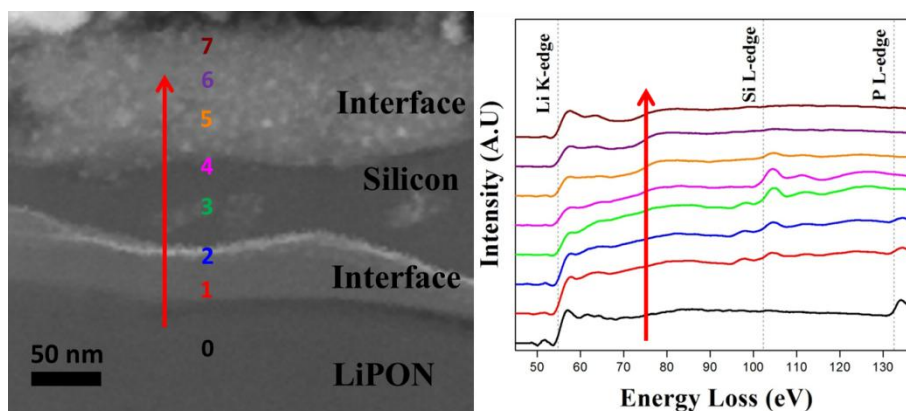 7
6
5
Interface
4
Silicon
3
2
1
Interface
0
50 nm
LiPON
Li K-edge
Si L-edge
P L-edge
Intensity (A.U)
50 60 70 80 90 100 110 120 130
Energy Loss (eV)